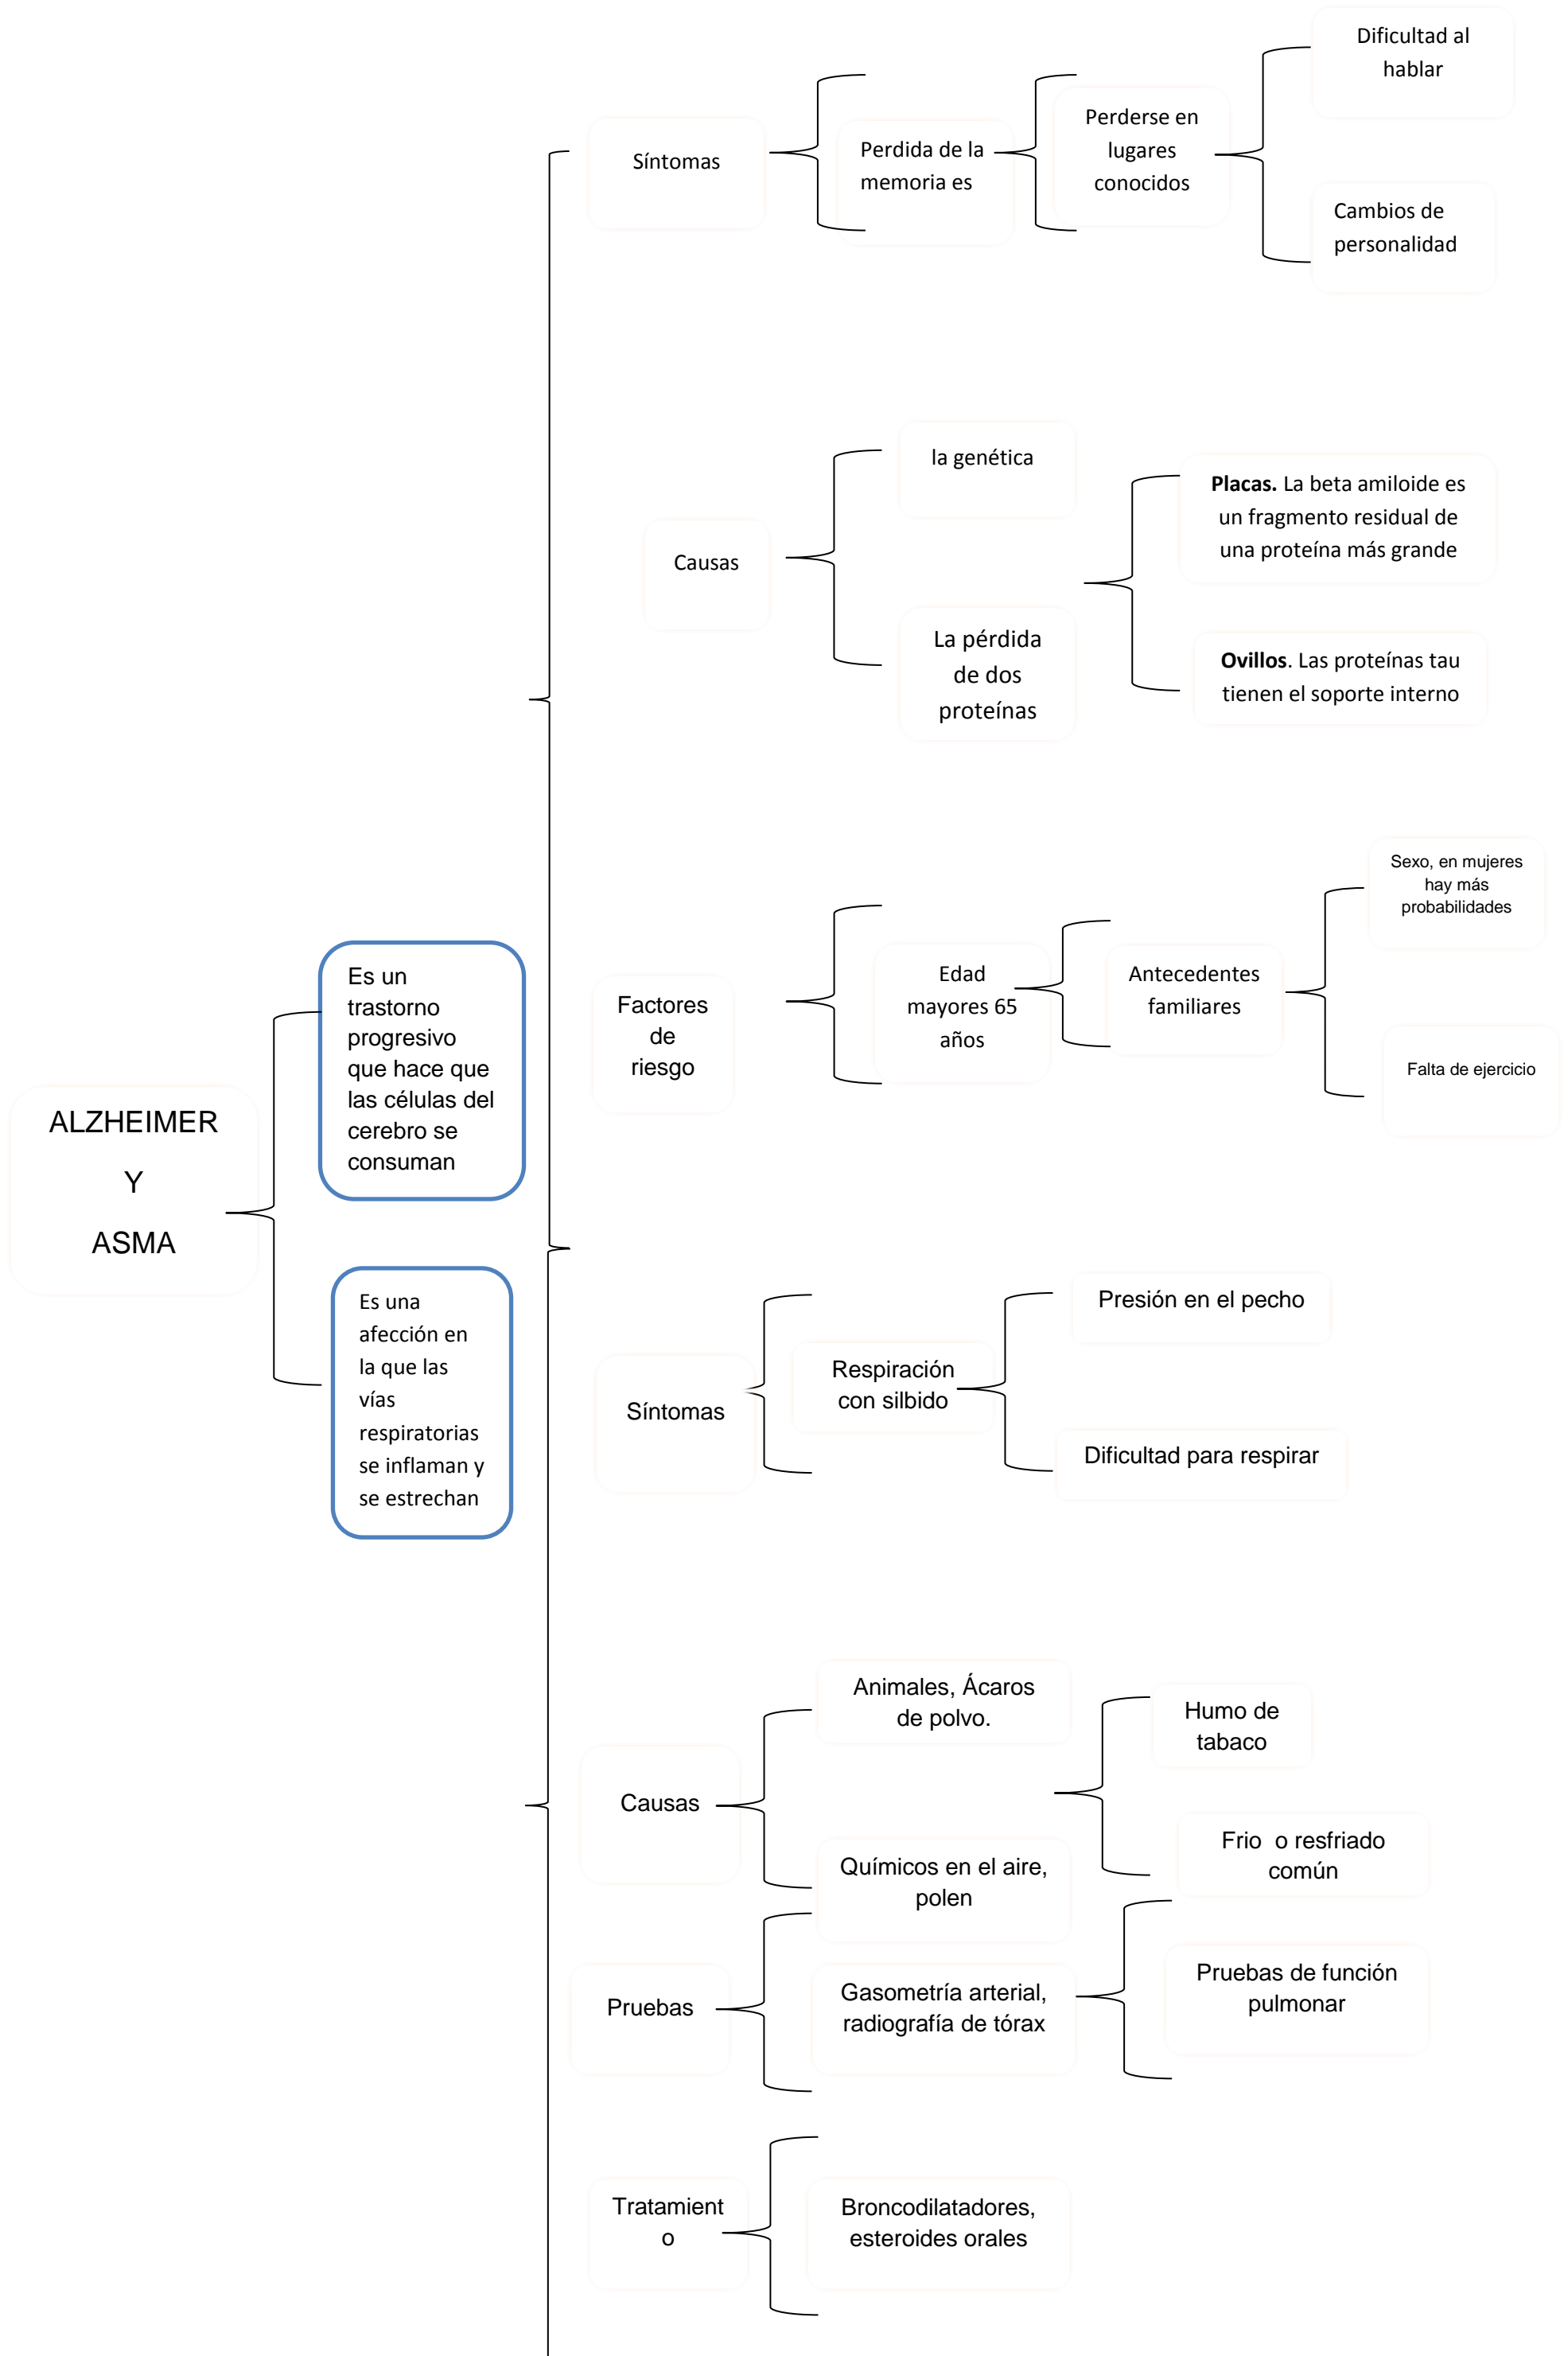 ALZHEIMER
Y
ASMA
Es un
trastorno
progresivo
que hace que
las células del
cerebro se
consuman
Síntomas
Perdida de la
memoria es
Perderse en
lugares
conocidos
Dificultad al
hablar
Cambios de
personalidad
Causas
la genética
La pérdida
de dos
proteínas
Placas. La beta amiloide es
un fragmento residual de
una proteína más grande
Ovillos. Las proteínas tau
tienen el soporte interno
Factores
de
riesgo
Edad
mayores 65
años
Antecedentes
familiares
Sexo, en mujeres
hay más
probabilidades
Falta de ejercicio
Es una
afección en
la que las
vías
respiratorias
se inflaman y
se estrechan
Síntomas
Respiración
con silbido
Presión en el pecho
Dificultad para respirar
Causas
Animales, Ácaros
de polvo.
Químicos en el aire,
polen
Humo de
tabaco
Frio  o resfriado
común
Pruebas
Gasometría arterial,
radiografía de tórax
Pruebas de función
pulmonar
Tratamient
o
Broncodilatadores,
esteroides orales